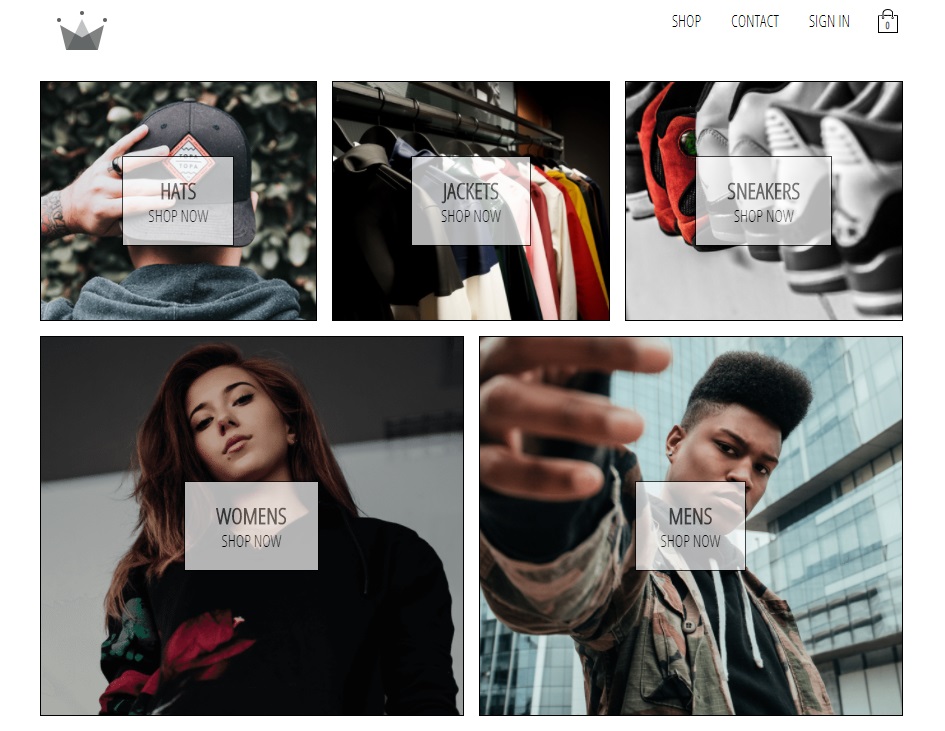 SHOP
CONTACT
SIGN IN
0
HATS
SHOP NOW
JACKETS
SHOP NOW
SNEAKERS
SHOP NOW
WOMENS
SHOP NOW
MENS
SHOP NOW